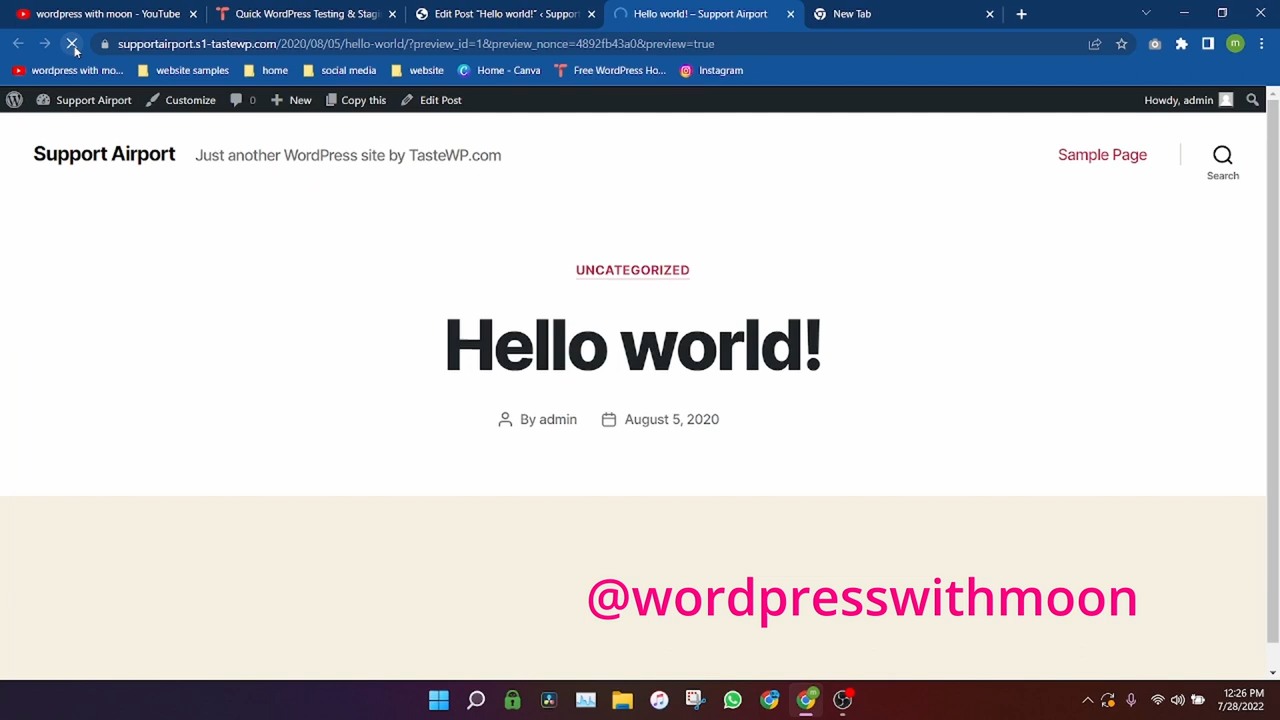 wordpress with moon - YouTube
Quick WordPress Testing & Stagi
Edit Post “Hello world!” ‹ Support
Hello world! – Support Airport
New Tab
supportairport.s1-tastewp.com/2020/08/05/hello-world/?preview_id=1&preview_nonce=4892fb43a0&preview=true
m
wordpress with mo...
website samples
home
social media
website
Home - Canva
Free WordPress Ho...
Instagram
Support Airport
Customize
0
New
Copy this
Edit Post
Howdy, admin
Support Airport
Just another WordPress site by TasteWP.com
Sample Page
Search
UNCATEGORIZED
Hello world!
By admin
August 5, 2020
@wordpresswithmoon
12:26 PM
7/28/2022